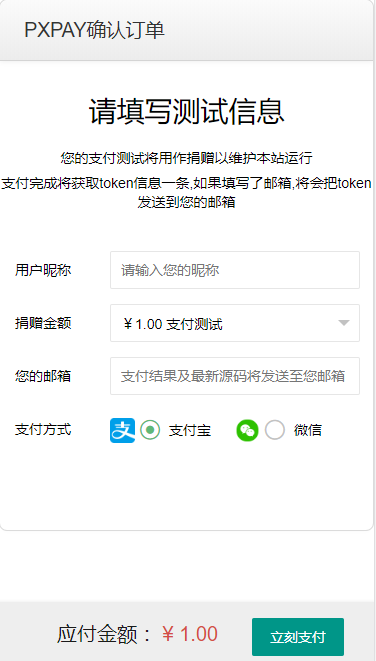 PXPAY确认订单
请填写测试信息
您的支付测试将用作捐赠以维护本站运行
支付完成将获取token信息一条,如果填写了邮箱,将会把token
发送到您的邮箱
用户昵称 请输入您的昵称
捐赠金额 ￥1.00 支付测试
您的邮箱 支付结果及最新源码将发送至您邮箱
支付方式 支 支付宝 微信
应付金额： ¥ 1.00 立刻支付